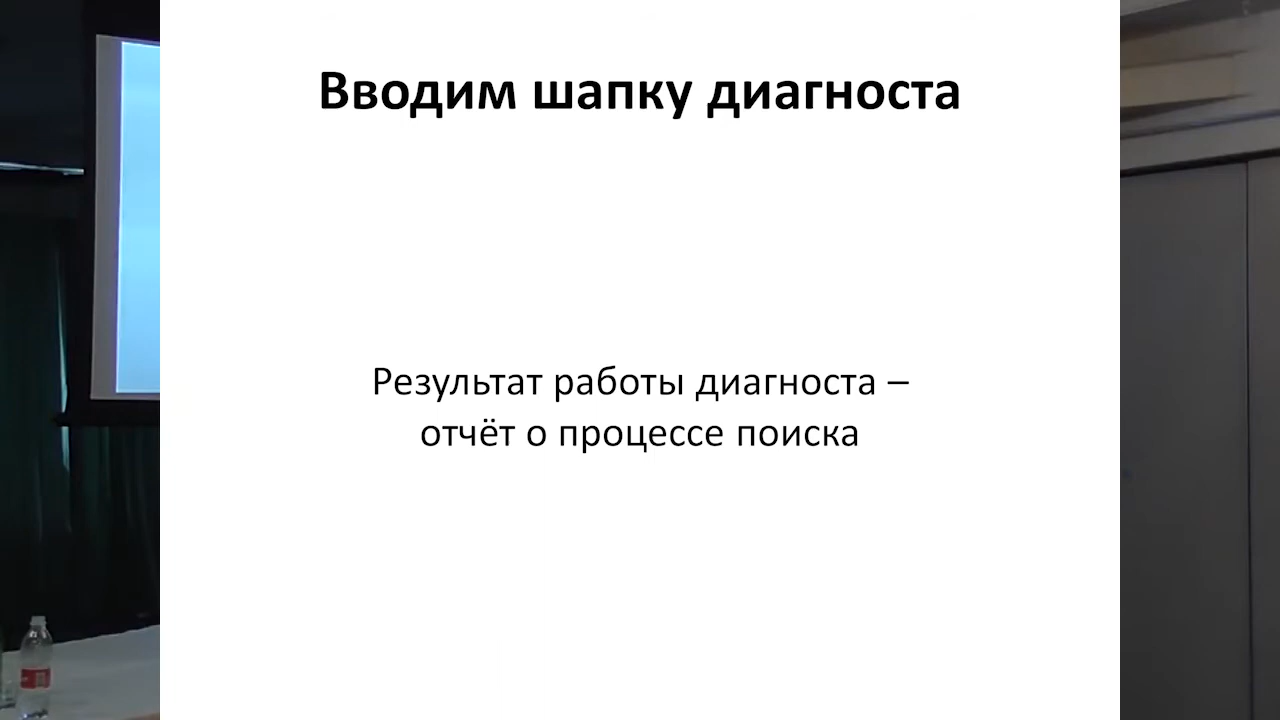 Вводим шапку диагноста
Результат работы диагноста –
отчёт о процессе поиска